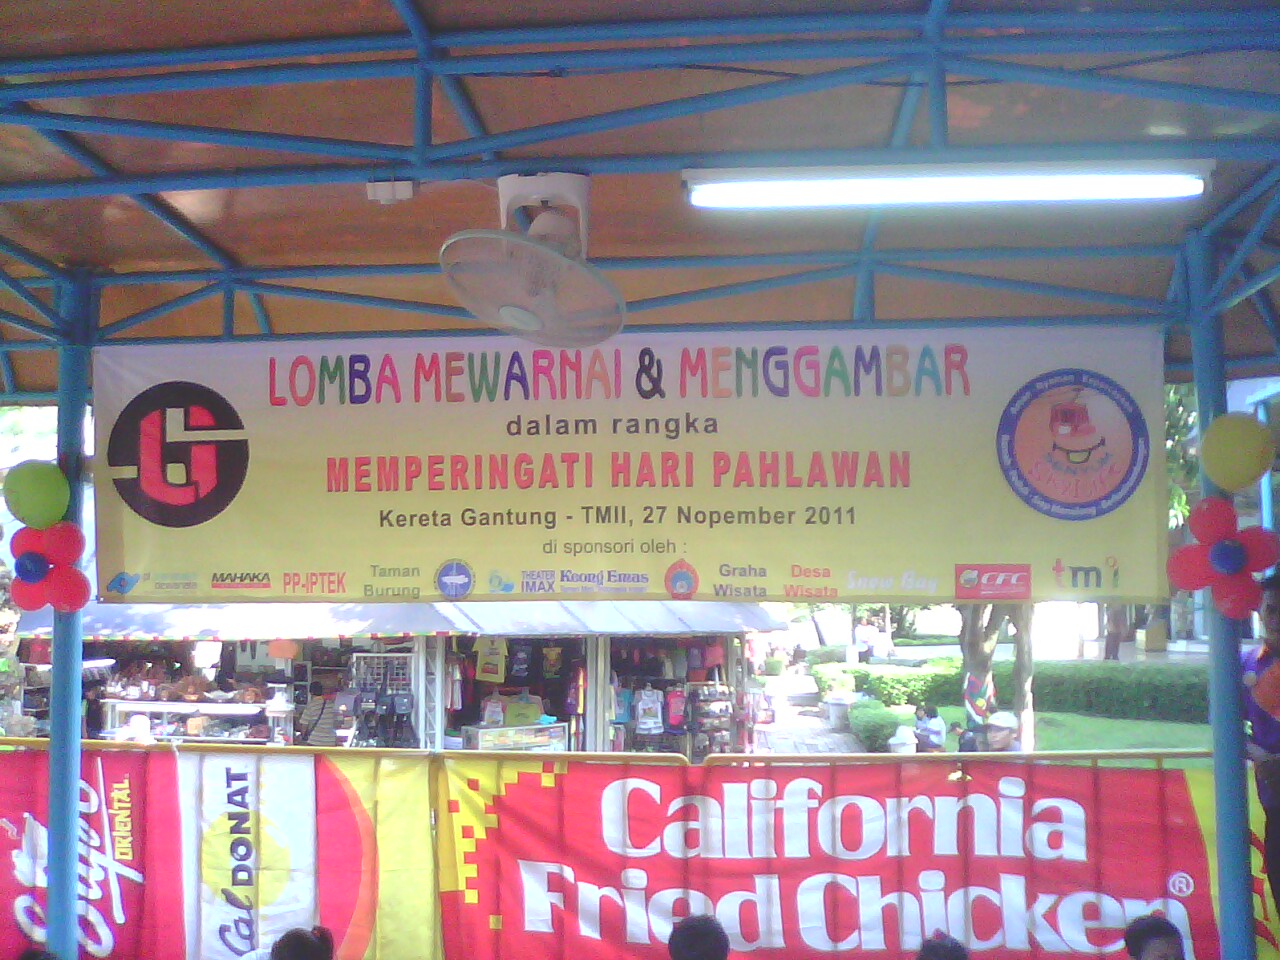 LOMBA MEWARNAI & MENGGAMBAR
dalam rangka
MEMPERINGATI HARI PAHLAWAN
Kereta Gantung - TMII, 27 Nopember 2011
di sponsori oleh :
MAHAKA
PP-IPTEK
Taman
Burung
THEATER
IMAX
Keong Emas
Graha
Wisata
Desa
Wisata
Snow Bay
CFC
tmii
ORIENTAL
Cal DONAT
California
Fried Chicken®